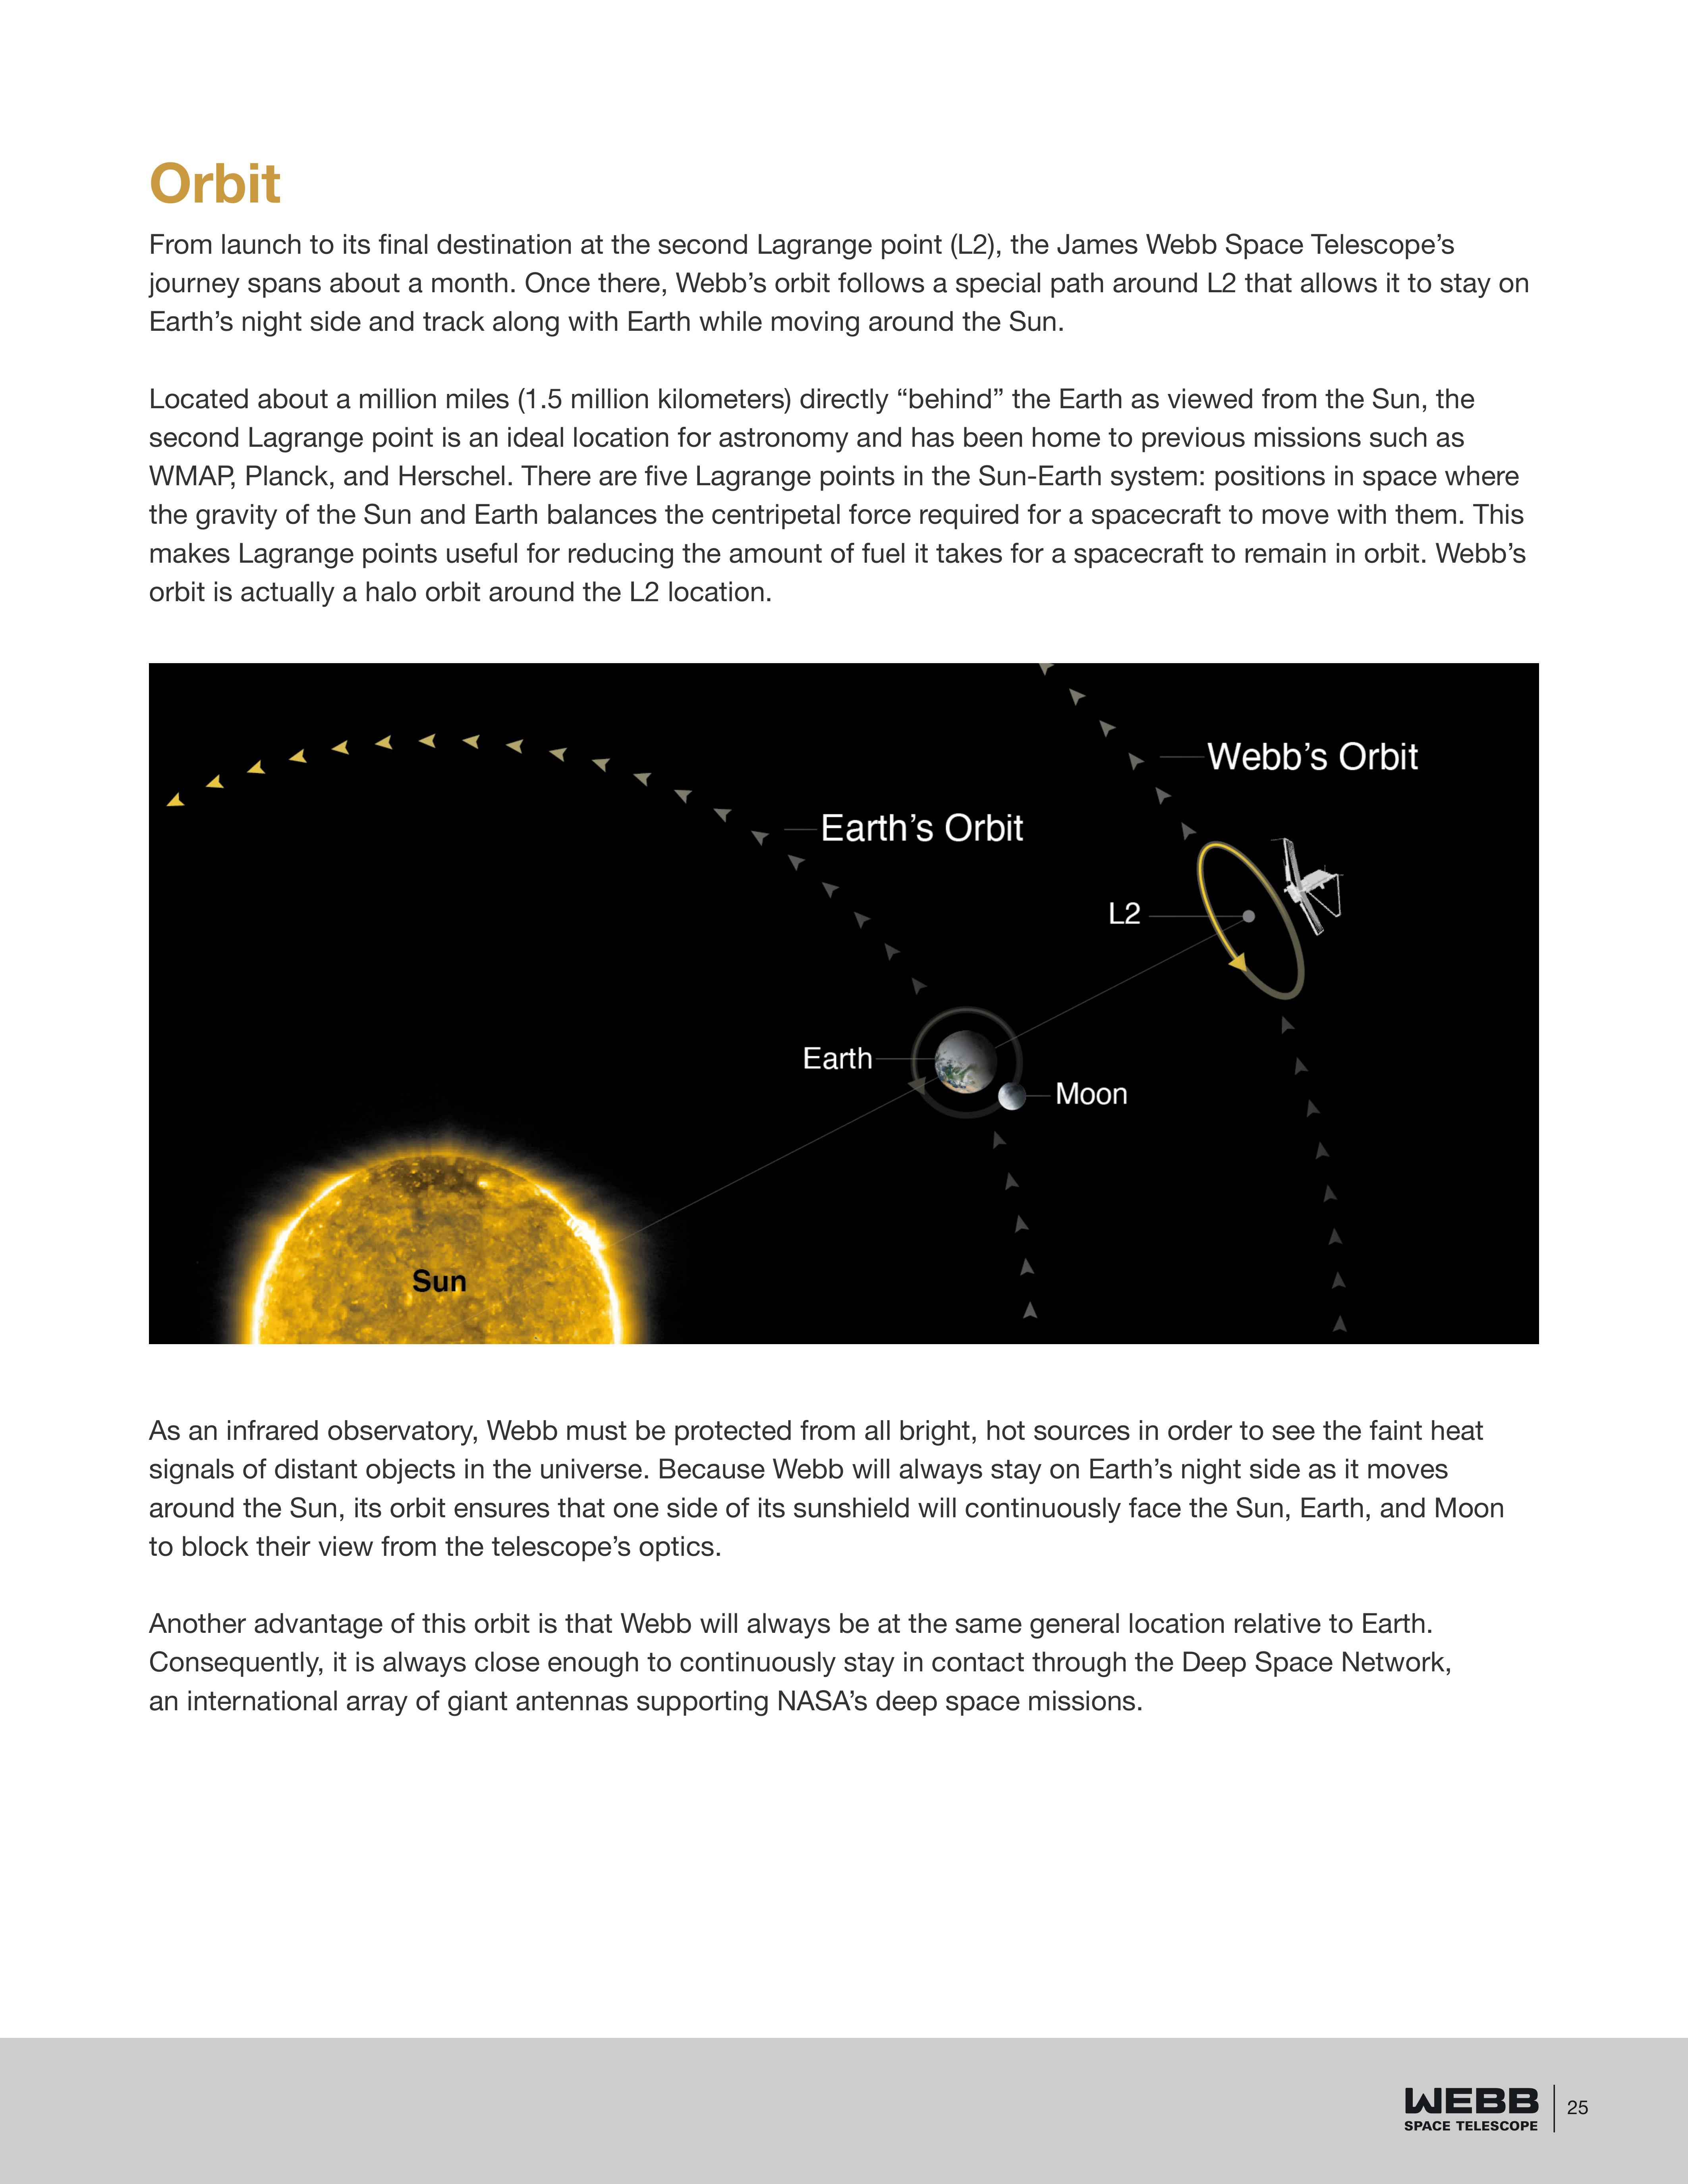 Orbit
From launch to its final destination at the second Lagrange point (L2), the James Webb Space Telescope’s
journey spans about a month. Once there, Webb’s orbit follows a special path around L2 that allows it to stay on
Earth’s night side and track along with Earth while moving around the Sun.
Located about a million miles (1.5 million kilometers) directly “behind” the Earth as viewed from the Sun, the
second Lagrange point is an ideal location for astronomy and has been home to previous missions such as
WMAP, Planck, and Herschel. There are five Lagrange points in the Sun-Earth system: positions in space where
the gravity of the Sun and Earth balances the centripetal force required for a spacecraft to move with them. This
makes Lagrange points useful for reducing the amount of fuel it takes for a spacecraft to remain in orbit. Webb’s
orbit is actually a halo orbit around the L2 location.
Webb’s Orbit
Earth’s Orbit
L2
Earth
Moon
Sun
As an infrared observatory, Webb must be protected from all bright, hot sources in order to see the faint heat
signals of distant objects in the universe. Because Webb will always stay on Earth’s night side as it moves
around the Sun, its orbit ensures that one side of its sunshield will continuously face the Sun, Earth, and Moon
to block their view from the telescope’s optics.
Another advantage of this orbit is that Webb will always be at the same general location relative to Earth.
Consequently, it is always close enough to continuously stay in contact through the Deep Space Network,
an international array of giant antennas supporting NASA’s deep space missions.
WEBB
SPACE TELESCOPE
25